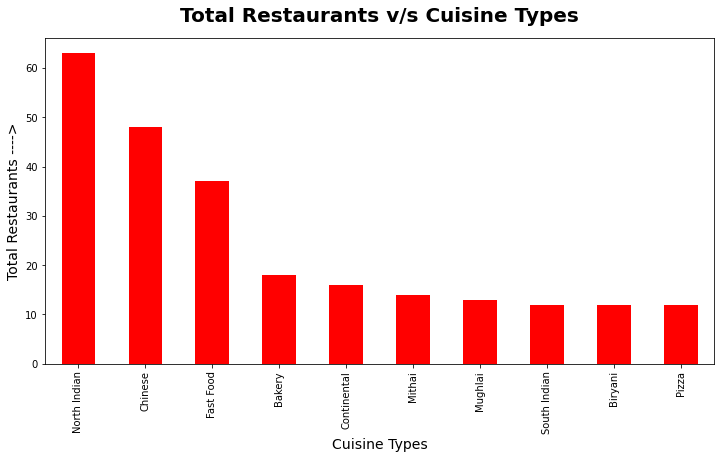 Total Restaurants v/s Cuisine Types
Total Restaurants ---->
60
50
40
30
20
10
0
North Indian
Chinese
Fast Food
Bakery
Continental
Mithai
Mughlai
South Indian
Biryani
Pizza
Cuisine Types